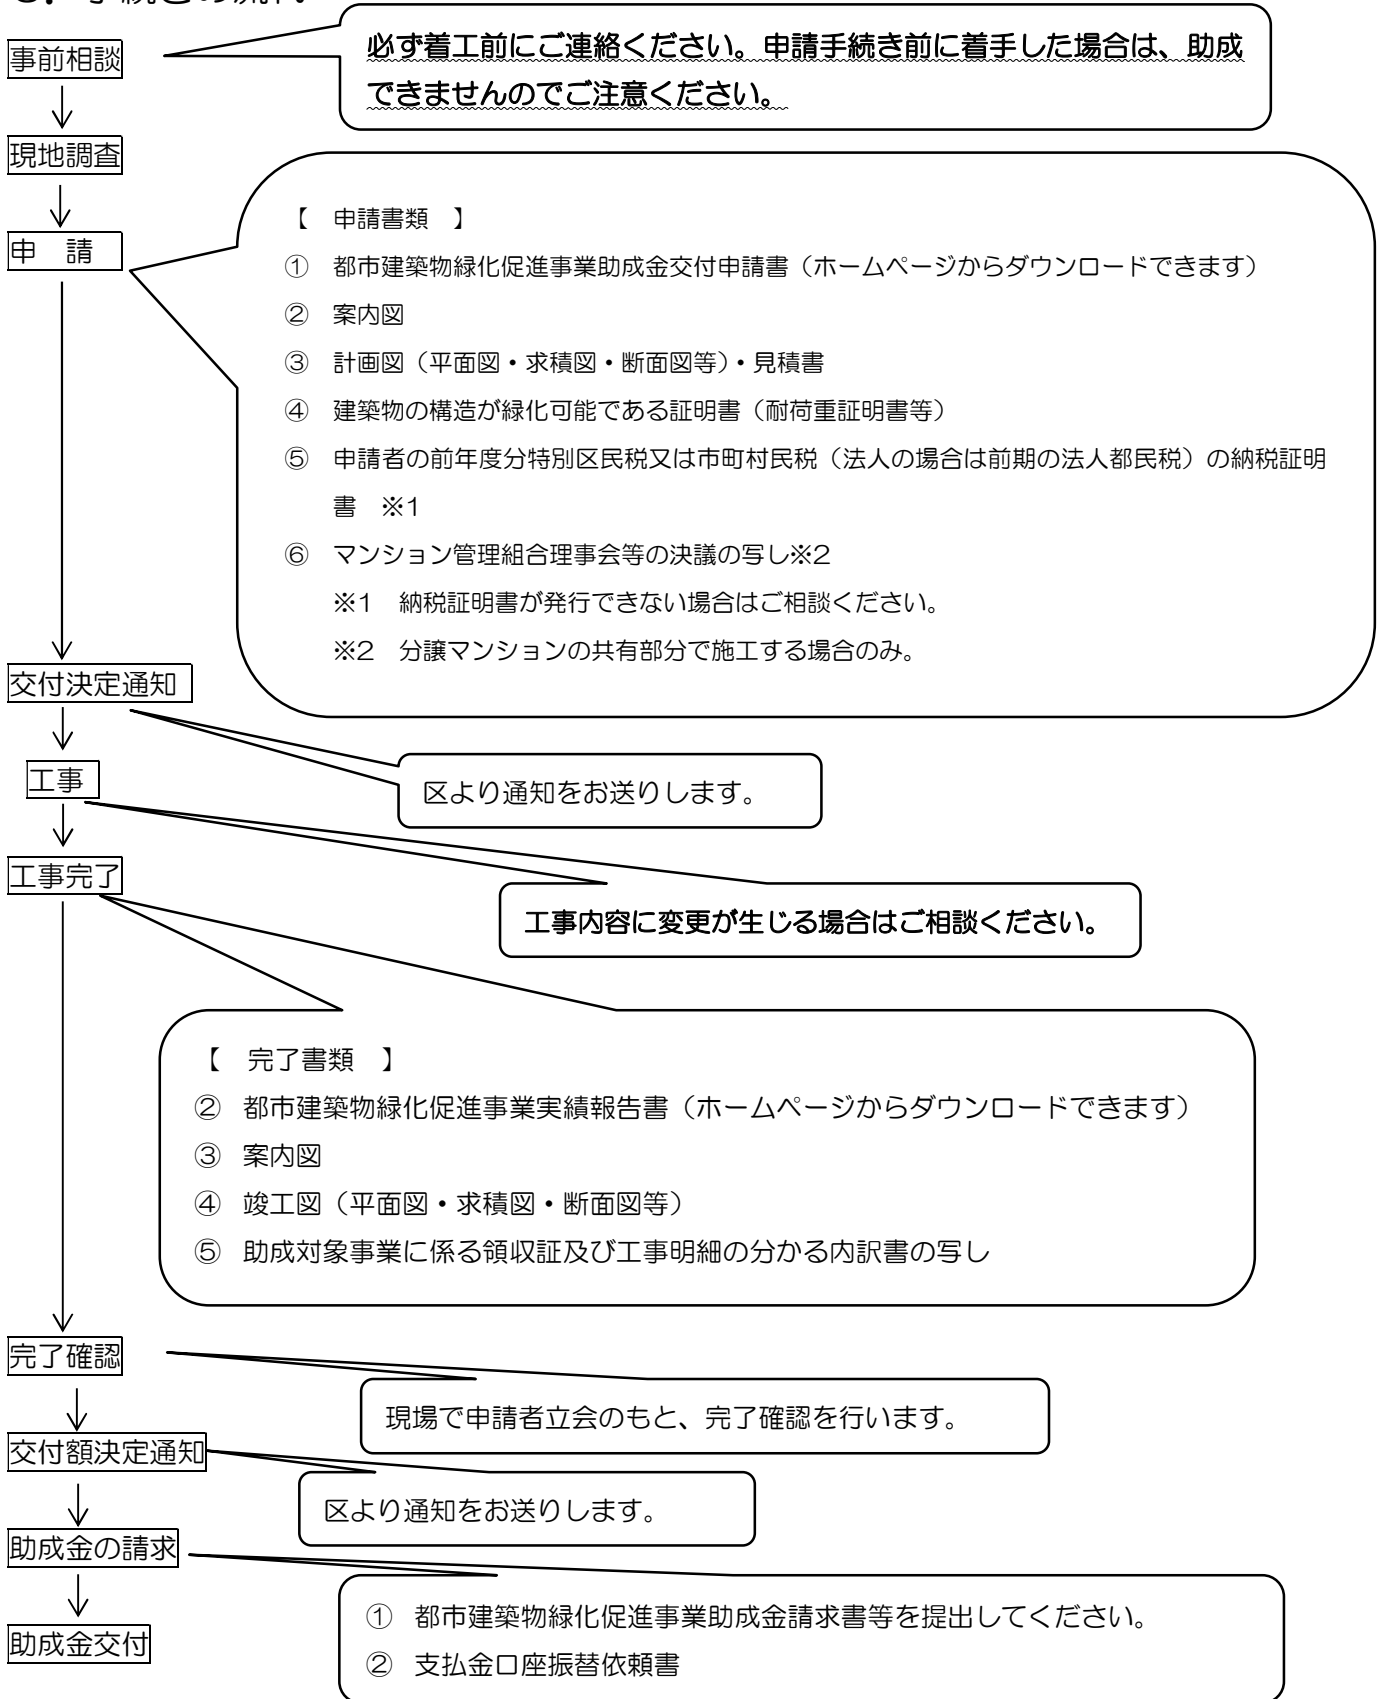 事前相談
必ず着工前にご連絡ください。申請手続き前に着手した場合は、助成
できませんのでご注意ください。
現地調査
申　請
【　申請書類　】
①　都市建築物緑化促進事業助成金交付申請書（ホームページからダウンロードできます）
②　案内図
③　計画図（平面図・求積図・断面図等）・見積書
④　建築物の構造が緑化可能である証明書（耐荷重証明書等）
⑤　申請者の前年度分特別区民税又は市町村民税（法人の場合は前期の法人都民税）の納税証明
書　※1
⑥　マンション管理組合理事会等の決議の写し※2
※1　納税証明書が発行できない場合はご相談ください。
※2　分譲マンションの共有部分で施工する場合のみ。
交付決定通知
区より通知をお送りします。
工事
工事内容に変更が生じる場合はご相談ください。
工事完了
【　完了書類　】
②　都市建築物緑化促進事業実績報告書（ホームページからダウンロードできます）
③　案内図
④　竣工図（平面図・求積図・断面図等）
⑤　助成対象事業に係る領収証及び工事明細の分かる内訳書の写し
完了確認
現場で申請者立会のもと、完了確認を行います。
交付額決定通知
区より通知をお送りします。
助成金の請求
①　都市建築物緑化促進事業助成金請求書等を提出してください。
②　支払金口座振替依頼書
助成金交付